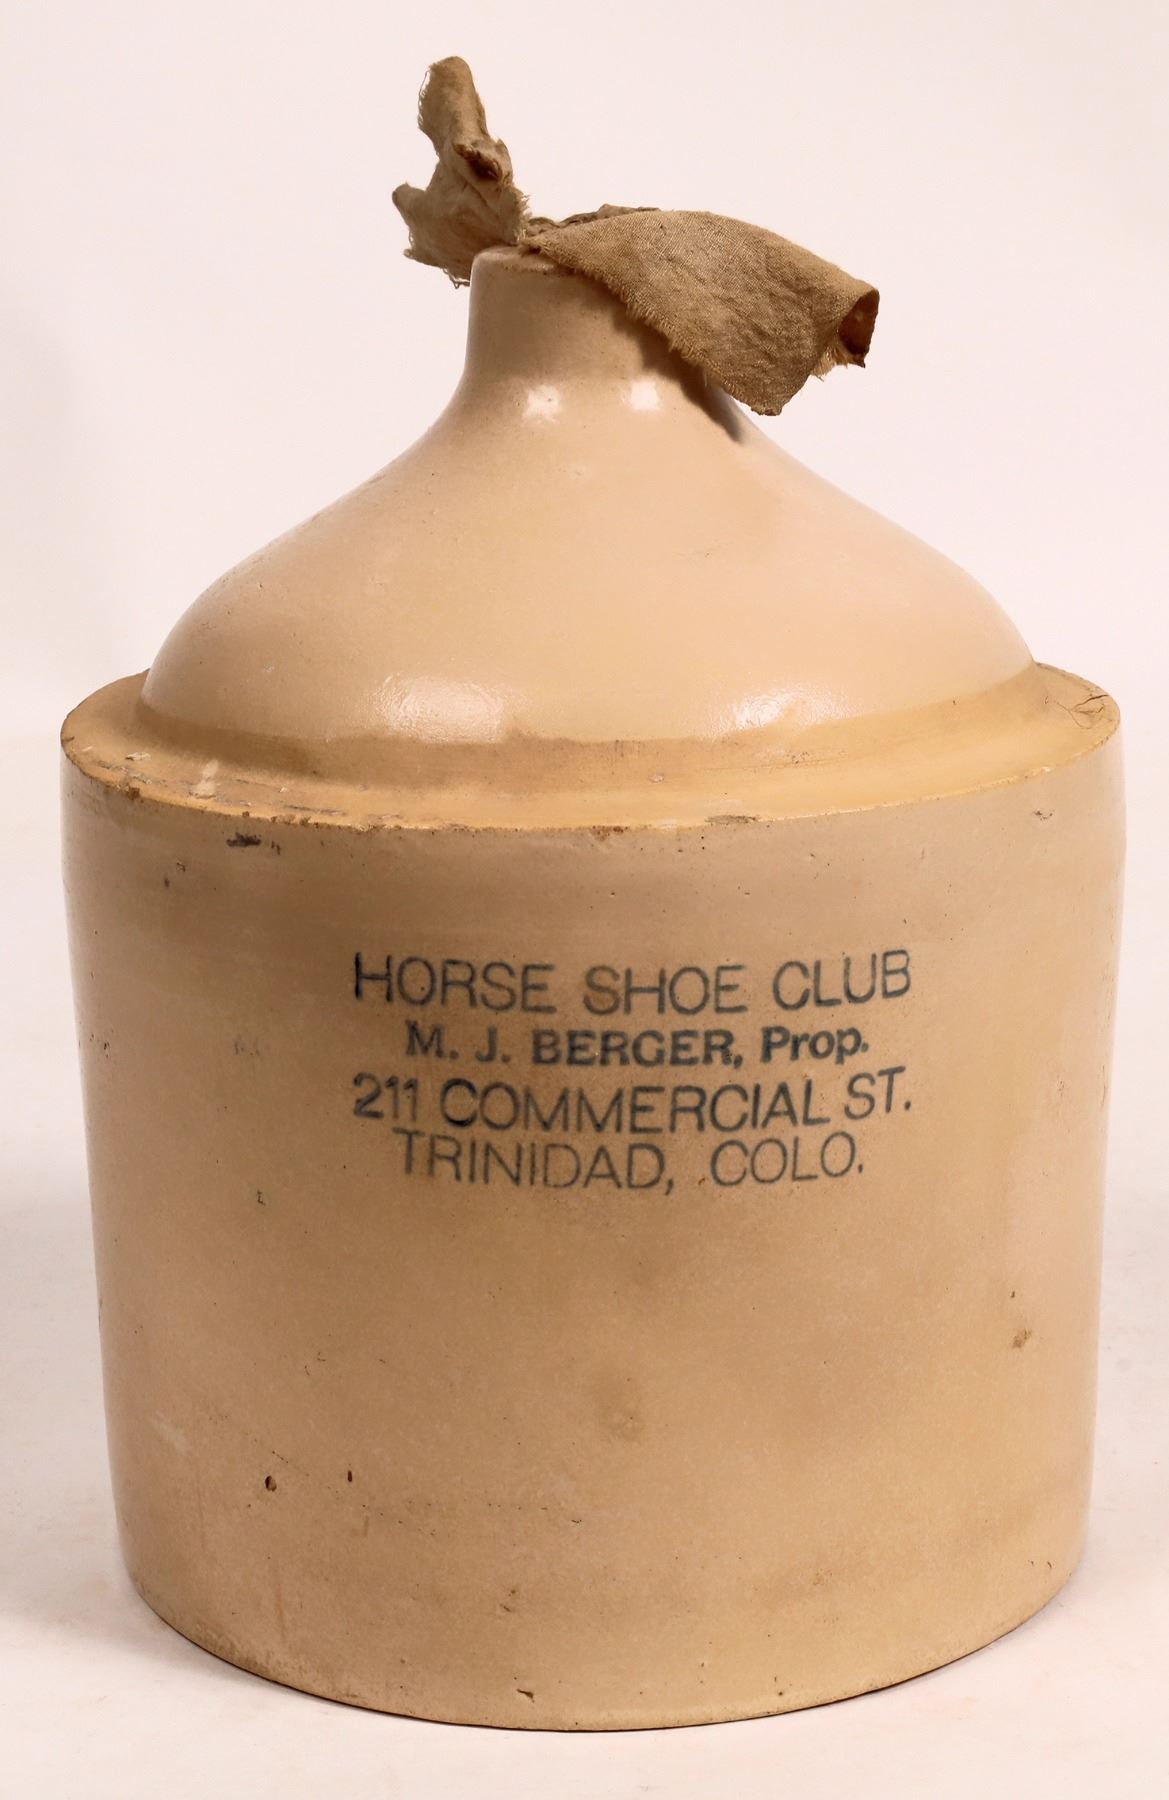 HORSE SHOE CLUB
M. J. BERGER, Prop.
211 COMMERCIAL ST.
TRINIDAD, COLO.